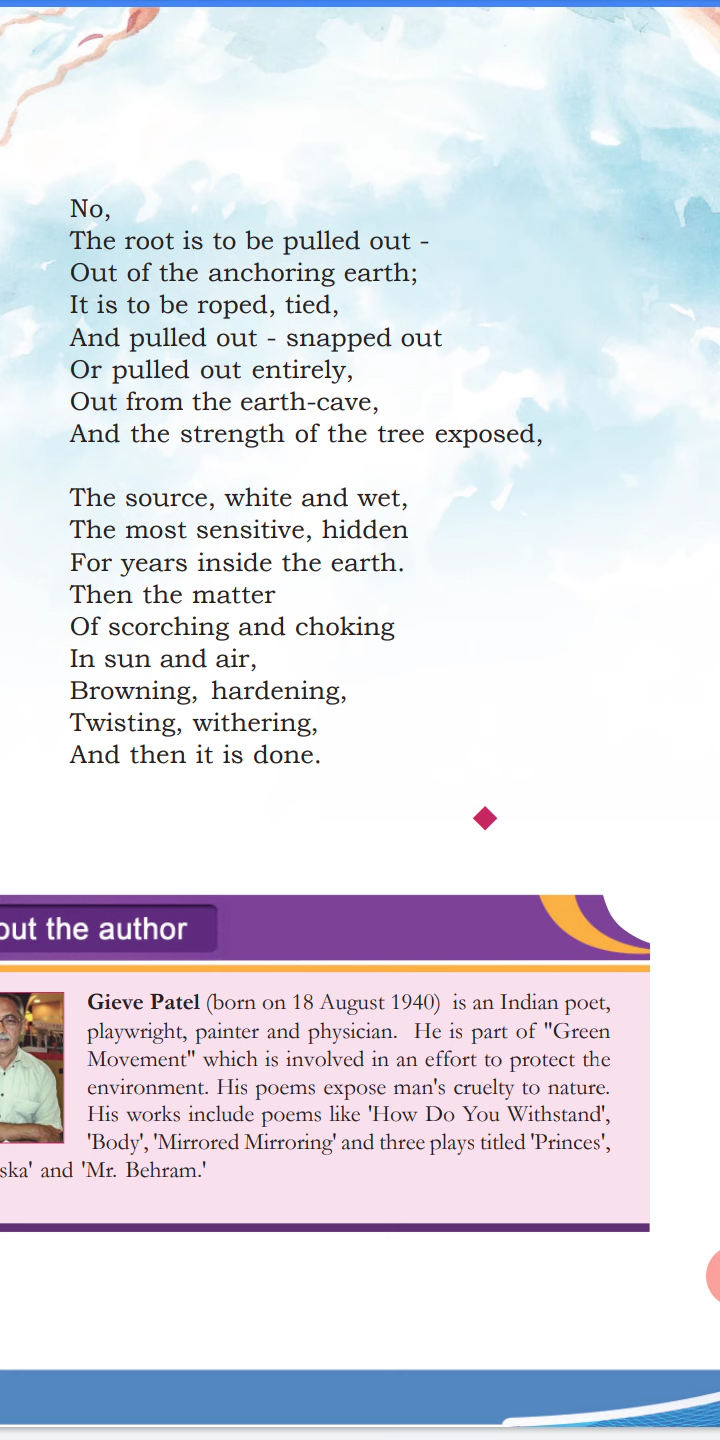 No,
The root is to be pulled out -
Out of the anchoring earth;
It is to be roped, tied,
And pulled out - snapped out
Or pulled out entirely,
Out from the earth-cave,
And the strength of the tree exposed,
The source, white and wet,
The most sensitive, hidden
For years inside the earth.
Then the matter
Of scorching and choking
In sun and air,
Browning, hardening,
Twisting, withering,
And then it is done.
out the author
Gieve Patel (born on 18 August 1940) is an Indian poet,
playwright, painter and physician. He is part of "Green
Movement" which is involved in an effort to protect the
environment. His poems expose man's cruelty to nature.
His works include poems like 'How Do You Withstand',
'Body', 'Mirrored Mirroring' and three plays titled 'Princes',
ska' and 'Mr. Behram.'